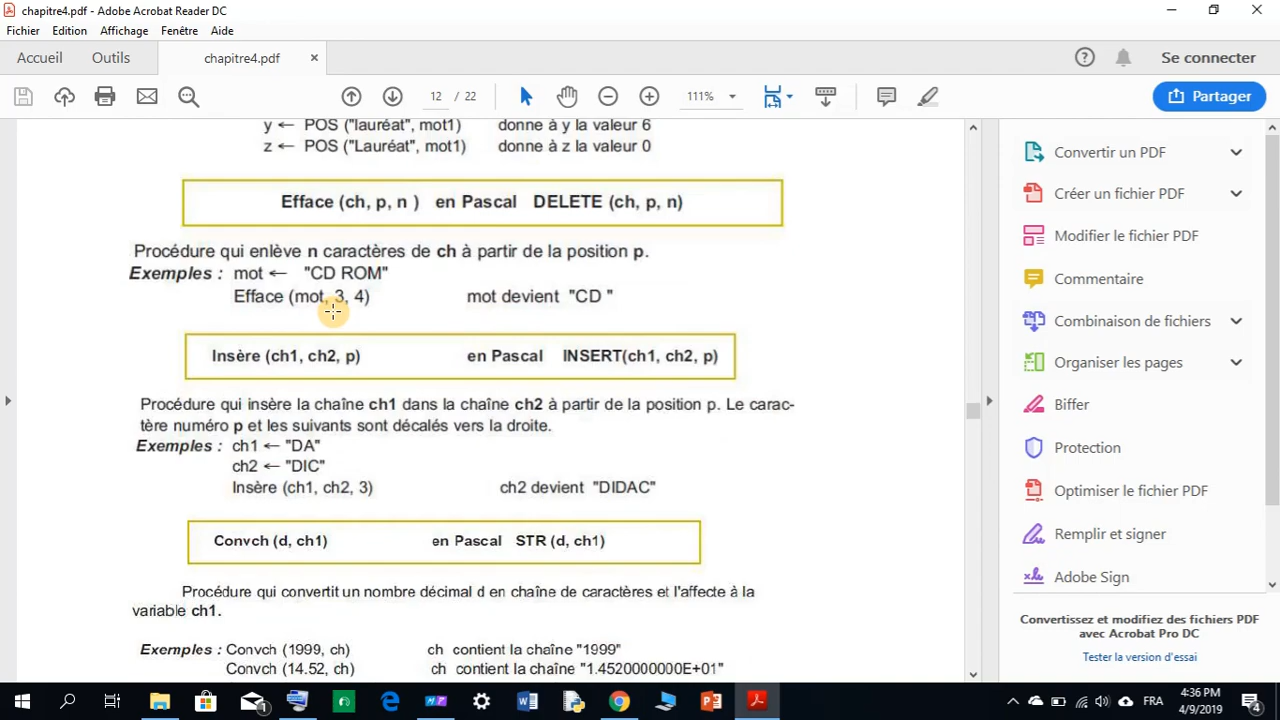 chapitre4.pdf - Adobe Acrobat Reader DC
Fichier Edition Affichage Fenêtre Aide
Accueil Outils chapitre4.pdf × Se connecter
12 / 22 111% Partager
y ← POS ("lauréat", mot1) donne à y la valeur 6
z ← POS ("Lauréat", mot1) donne à z la valeur 0
Efface (ch, p, n ) en Pascal DELETE (ch, p, n)
Procédure qui enlève n caractères de ch à partir de la position p.
Exemples : mot ← "CD ROM"
Efface (mot, 3, 4) mot devient "CD "
Insère (ch1, ch2, p) en Pascal INSERT(ch1, ch2, p)
Procédure qui insère la chaîne ch1 dans la chaîne ch2 à partir de la position p. Le carac-
tère numéro p et les suivants sont décalés vers la droite.
Exemples : ch1 ← "DA"
ch2 ← "DIC"
Insère (ch1, ch2, 3) ch2 devient "DIDAC"
Convch (d, ch1) en Pascal STR (d, ch1)
Procédure qui convertit un nombre décimal d en chaîne de caractères et l'affecte à la
variable ch1.
Exemples : Convch (1999, ch) ch contient la chaîne "1999"
Convch (14.52, ch) ch contient la chaîne "1.4520000000E+01"
Convertir un PDF
Créer un fichier PDF
Modifier le fichier PDF
Commentaire
Combinaison de fichiers
Organiser les pages
Biffer
Protection
Optimiser le fichier PDF
Remplir et signer
Adobe Sign
Convertissez et modifiez des fichiers PDF
avec Acrobat Pro DC
Tester la version d'essai
FRA
4:36 PM
4/9/2019